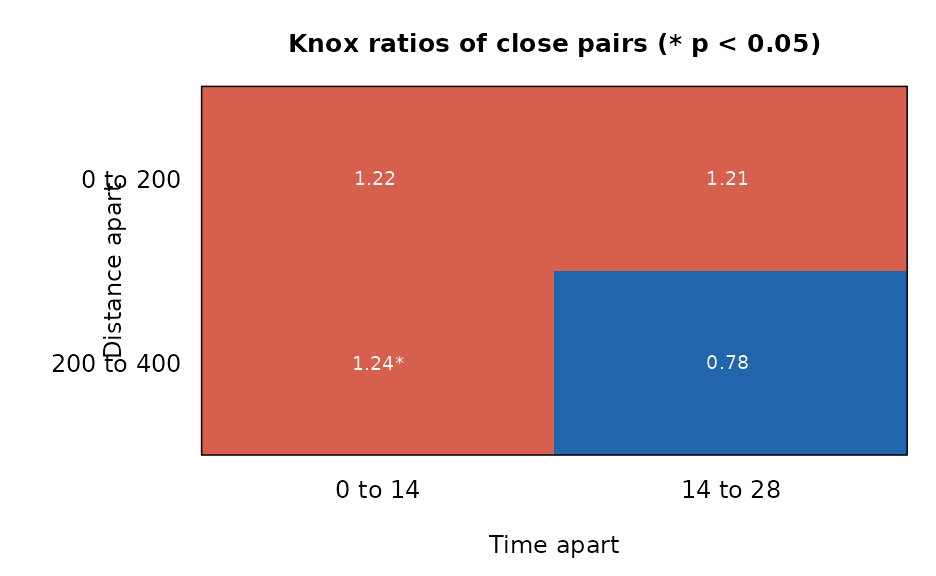 Knox ratios of close pairs (* p < 0.05)
Distance apart
0 to 200
1.22
1.21
200 to 400
1.24*
0.78
0 to 14
14 to 28
Time apart